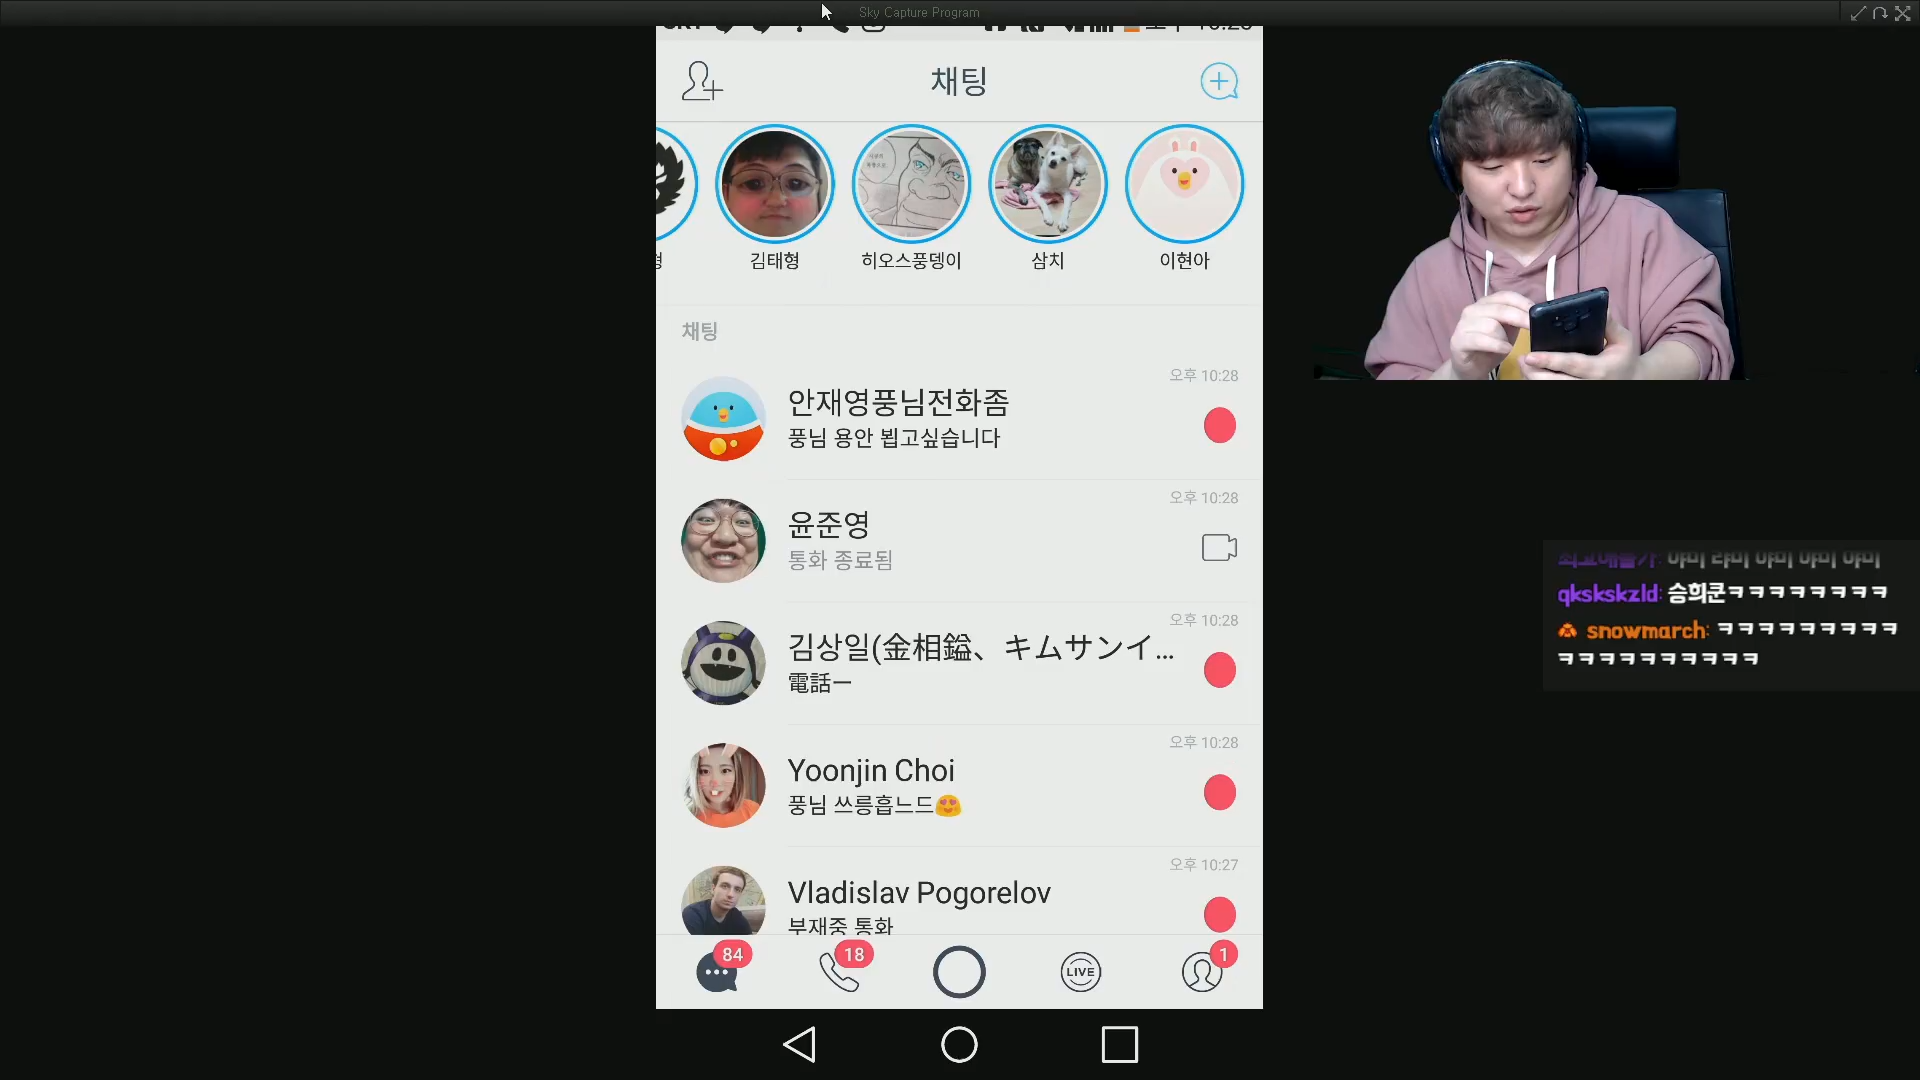 Sky Capture Program
오후 10:28
채팅
김태형
히오스풍뎅이
삼치
이현아
채팅
오후 10:28
안재영풍님전화좀
풍님 용안 뵙고싶습니다
오후 10:28
윤준영
통화 종료됨
오후 10:28
김상일(金相鎰、キムサンイ...
電話ー
오후 10:28
Yoonjin Choi
풍님 쓰릉흡느드😍
오후 10:27
Vladislav Pogorelov
부재중 통화
84
18
LIVE
1
qkskskzld: 승희쿤ㅋㅋㅋㅋㅋㅋㅋㅋ
snowmarch: ㅋㅋㅋㅋㅋㅋㅋㅋㅋ
ㅋㅋㅋㅋㅋㅋㅋㅋㅋㅋ